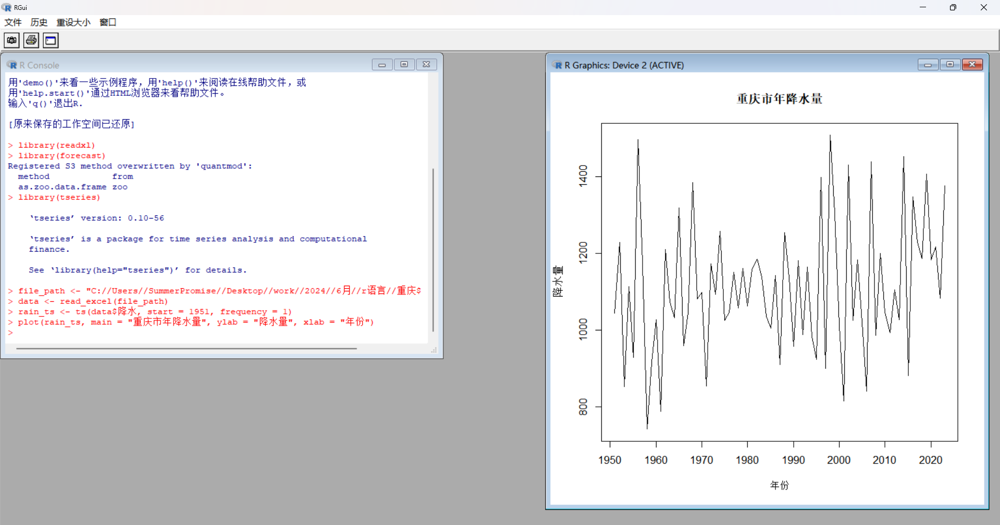 RGui
文件 历史 重设大小 窗口
R Console
用'demo()'来看一些示例程序，用'help()'来阅读在线帮助文件，或
用'help.start()'通过HTML浏览器来看帮助文件。
输入'q()'退出R.
[原来保存的工作空间已还原]
> library(readxl)
> library(forecast)
Registered S3 method overwritten by 'quantmod':
method from
as.zoo.data.frame zoo
> library(tseries)
‘tseries’ version: 0.10-56
‘tseries’ is a package for time series analysis and computational
finance.
See ‘library(help="tseries")’ for details.
> file_path <- "C://Users//SummerPromise//Desktop//work//2024//6月//r语言//重庆$
> data <- read_excel(file_path)
> rain_ts <- ts(data$降水, start = 1951, frequency = 1)
> plot(rain_ts, main = "重庆市年降水量", ylab = "降水量", xlab = "年份")
>
R Graphics: Device 2 (ACTIVE)
重庆市年降水量
降水量
1400
1200
1000
800
1950 1960 1970 1980 1990 2000 2010 2020
年份